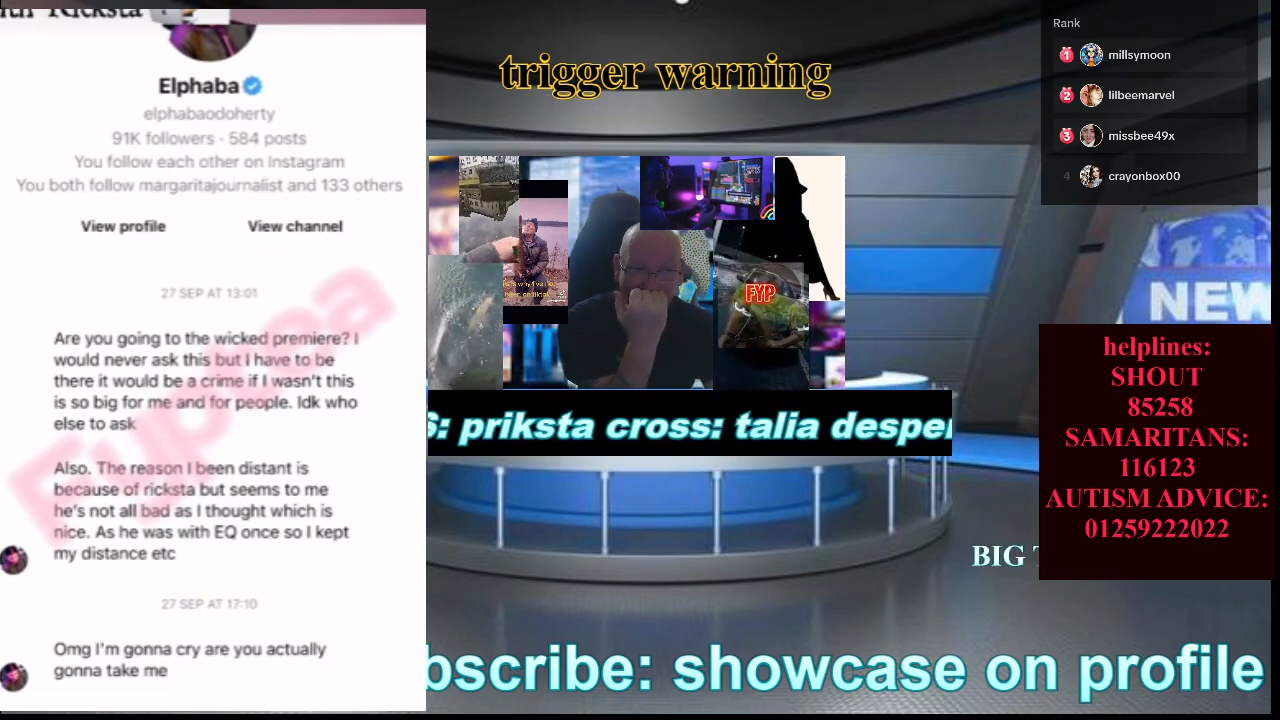 with Ricksta
Elphaba
elphabaodoherty
91K followers · 584 posts
You follow each other on Instagram
You both follow margaritajournalist and 133 others
View profile
View channel
27 SEP AT 13:01
Are you going to the wicked premiere? I
would never ask this but I have to be
there it would be a crime if I wasn't this
is so big for me and for people. Idk who
else to ask
Also. The reason I been distant is
because of ricksta but seems to me
he's not all bad as I thought which is
nice. As he was with EQ once so I kept
my distance etc
27 SEP AT 17:10
Omg I'm gonna cry are you actually
gonna take me
trigger warning
FYP
: priksta cross: talia desper
bscribe: showcase on profile
Rank
1 millsymoon
2 lilbeemarvel
3 missbee49x
4 crayonbox00
NEW
helplines:
SHOUT
85258
SAMARITANS:
116123
AUTISM ADVICE:
01259222022
BIG T